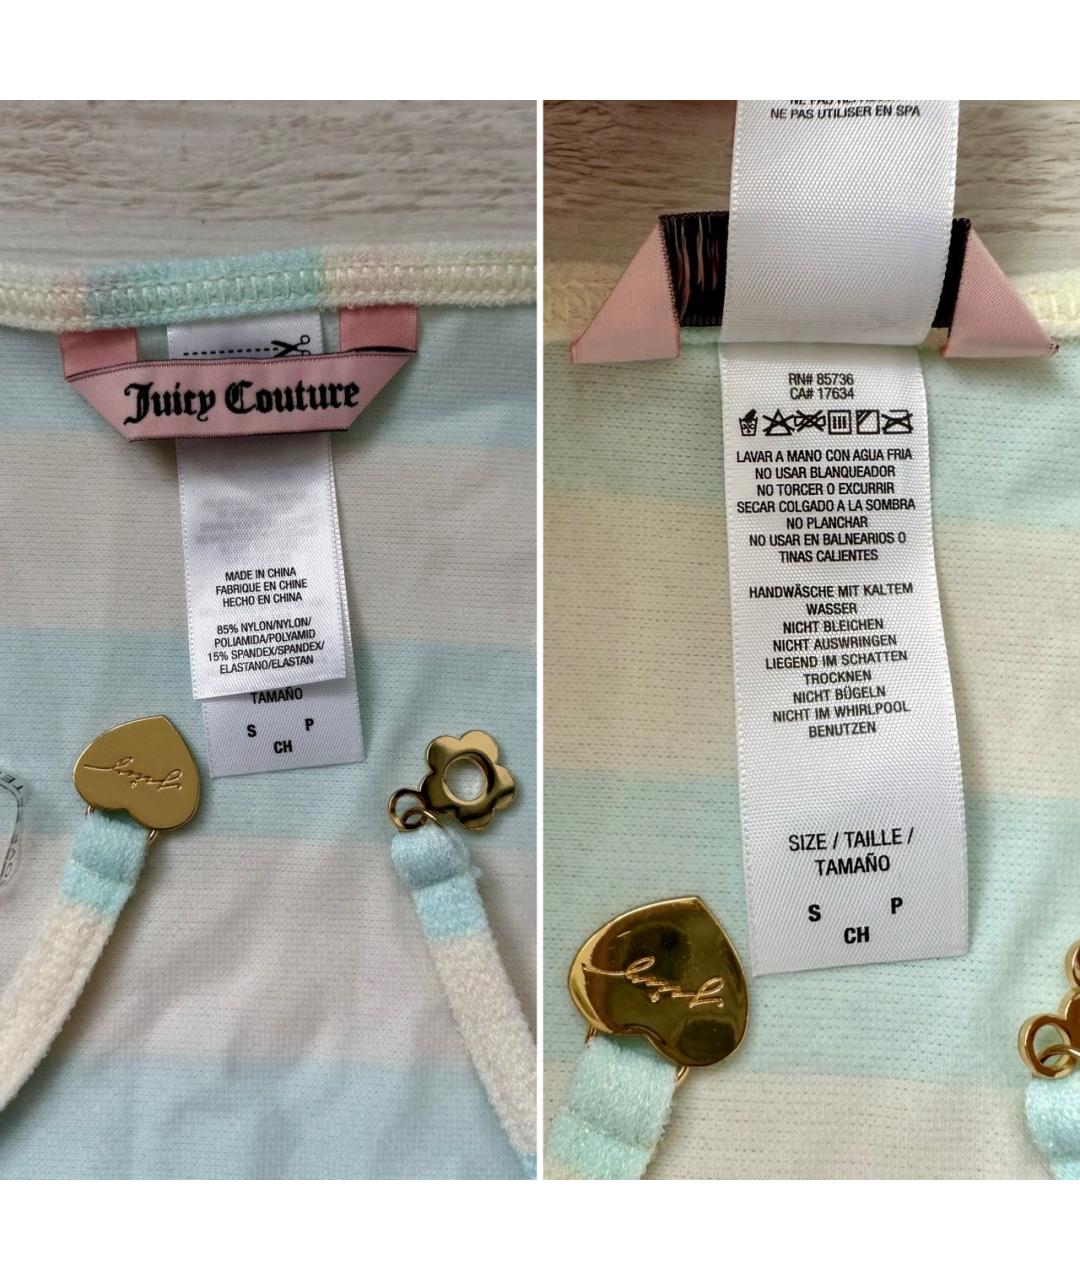 Juicy Couture
MADE IN CHINA
FABRIQUE EN CHINE
HECHO EN CHINA
85% NYLON/NYLON/
POLIAMIDA/POLYAMID
15% SPANDEX/SPANDEX/
ELASTANO/ELASTAN
TAMAÑO
S P
CH
juicy
NE PAS UTILISER EN SPA
RN# 85736
CA# 17634
LAVAR A MANO CON AGUA FRIA
NO USAR BLANQUEADOR
NO TORCER O EXCURRIR
SECAR COLGADO A LA SOMBRA
NO PLANCHAR
NO USAR EN BALNEARIOS O
TINAS CALIENTES
HANDWÄSCHE MIT KALTEM
WASSER
NICHT BLEICHEN
NICHT AUSWRINGEN
LIEGEND IM SCHATTEN
TROCKNEN
NICHT BÜGELN
NICHT IM WHIRLPOOL
BENUTZEN
SIZE / TAILLE /
TAMAÑO
S P
CH
juicy